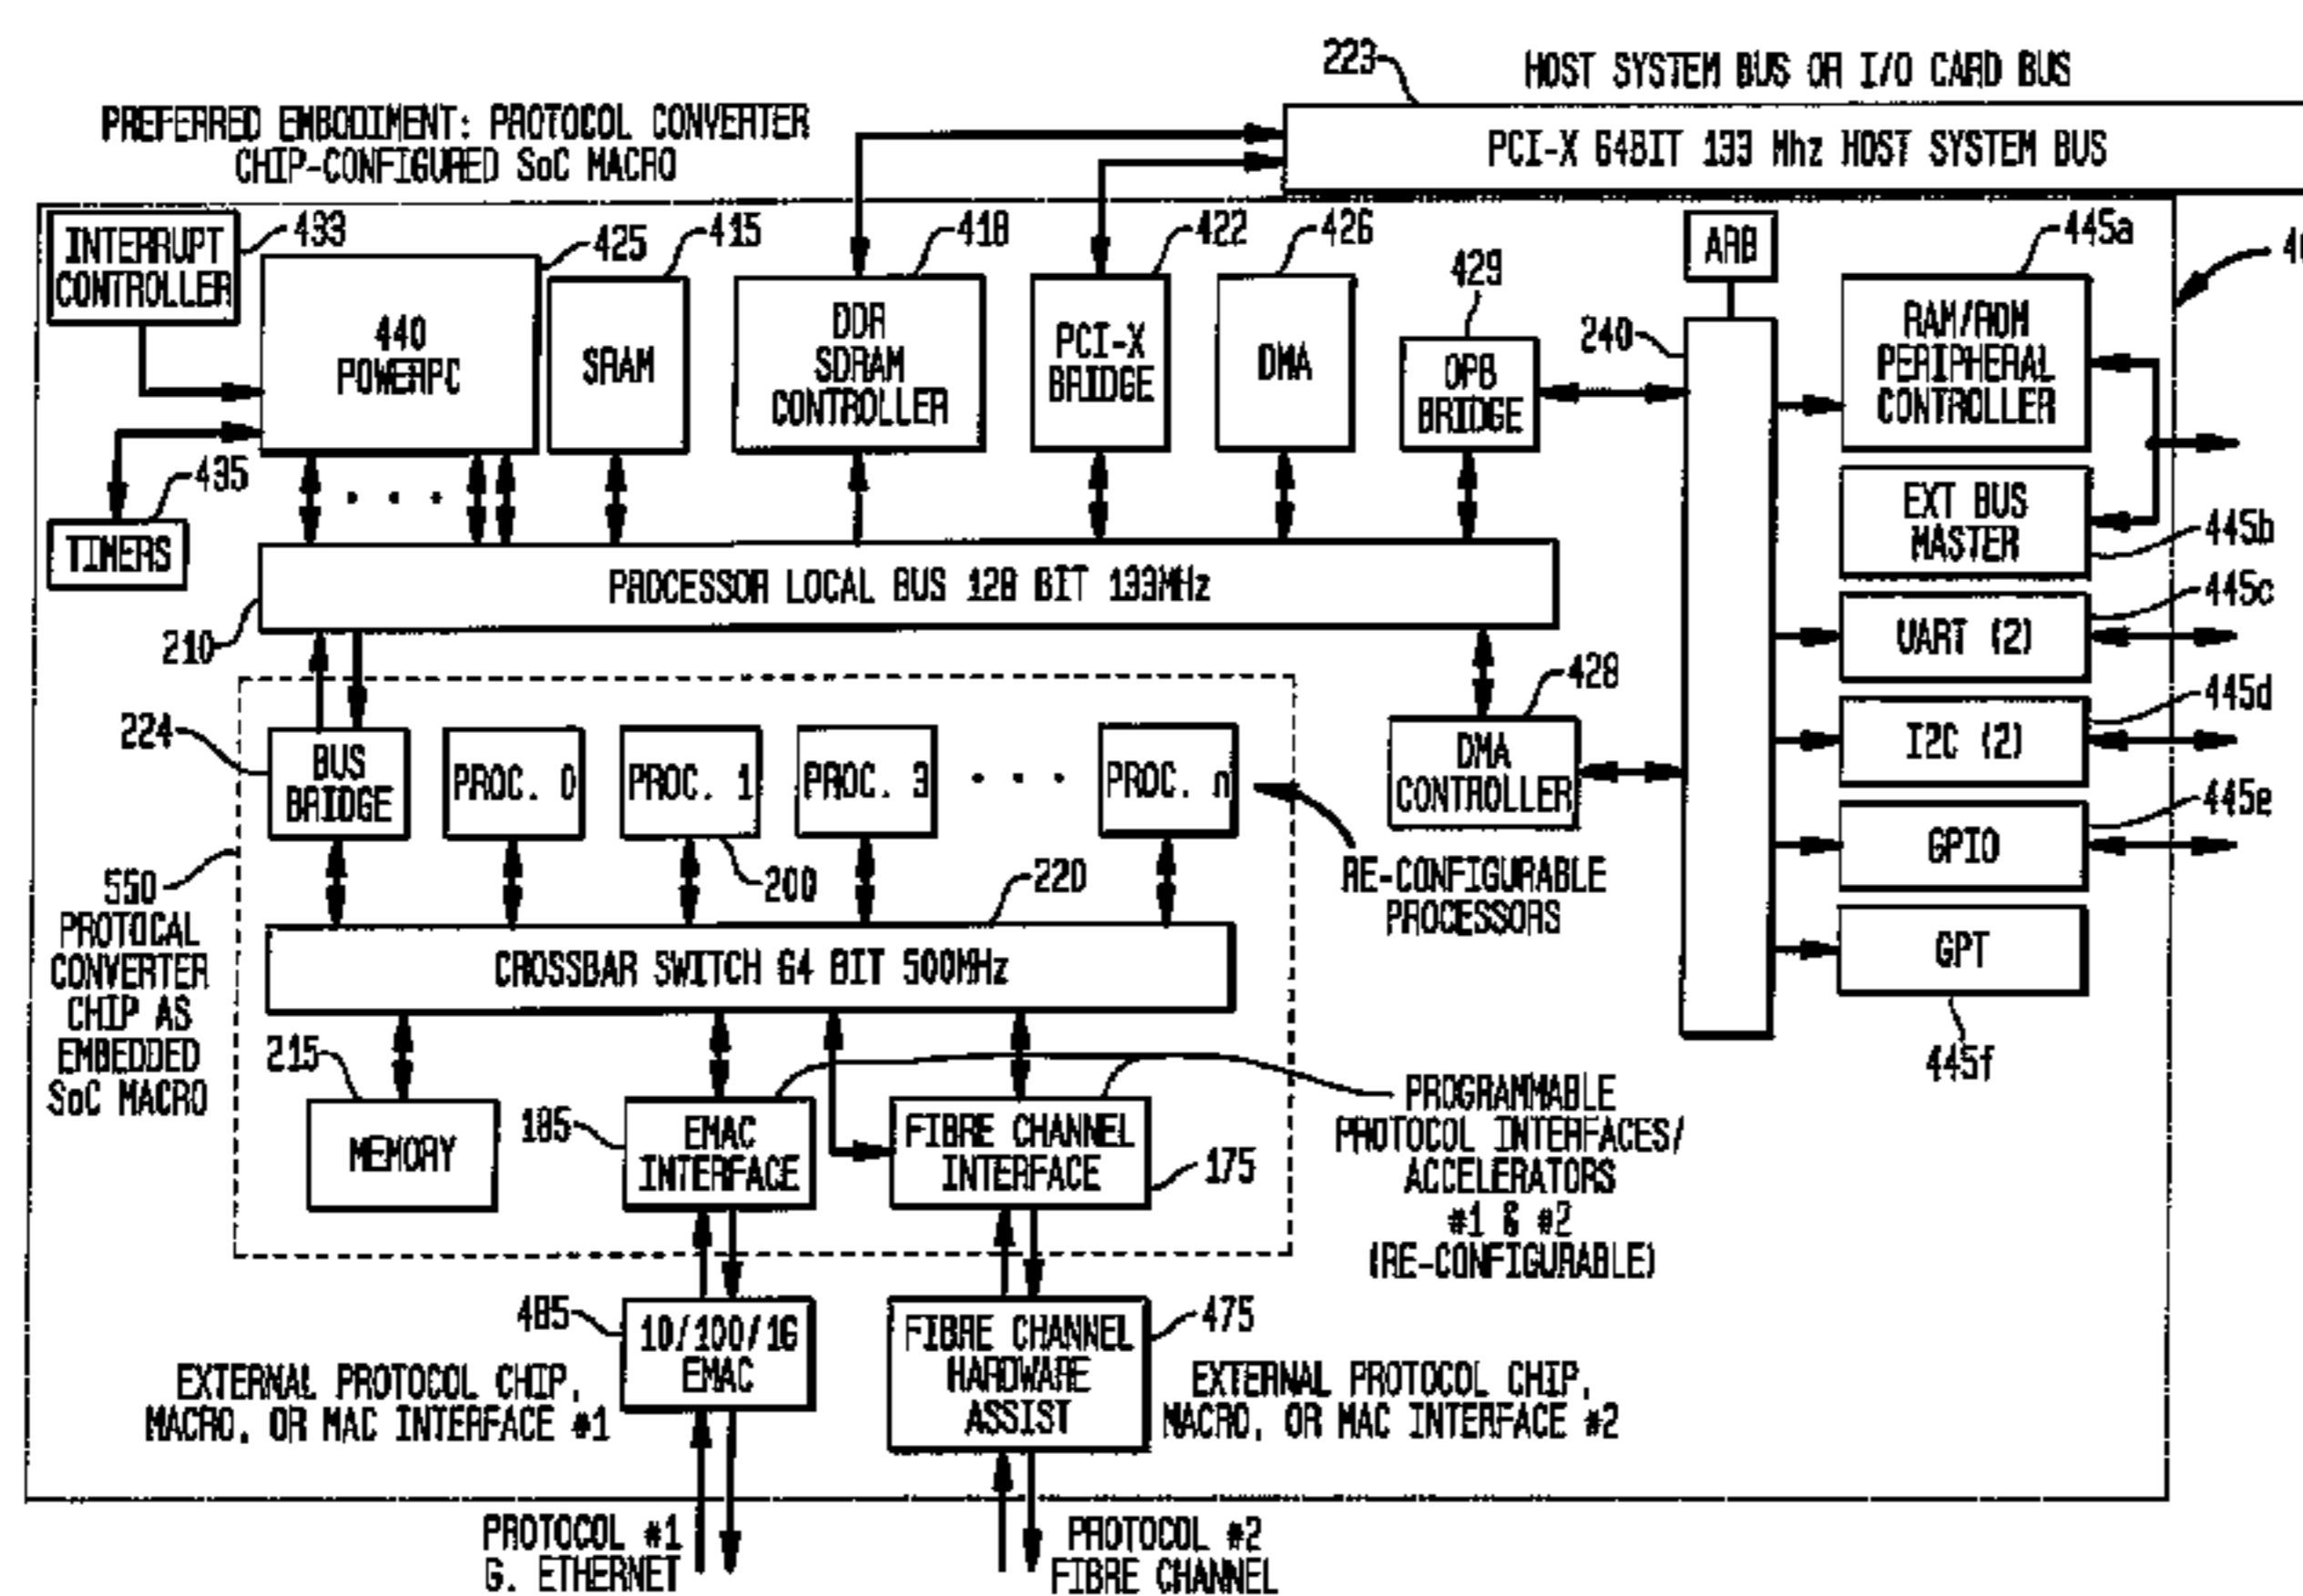 223
HOST SYSTEM BUS OR I/O CARD BUS
PREFERRED EMBODIMENT: PROTOCOL CONVERTER
CHIP-CONFIGURED SoC MACRO
PCI-X 64BIT 133 Mhz HOST SYSTEM BUS
INTERRUPT
CONTROLLER
433
440
POWERPC
425
SRAM
415
DDR
SDRAM
CONTROLLER
418
PCI-X
BRIDGE
422
DMA
426
OPB
BRIDGE
429
240
ARB
RAM/ROM
PERIPHERAL
CONTROLLER
445a
435
TIMERS
. . .
EXT BUS
MASTER
445b
PROCESSOR LOCAL BUS 128 BIT 133MHz
210
UART (2)
445c
I2C (2)
445d
GPIO
445e
GPT
445f
428
DMA
CONTROLLER
224
BUS
BRIDGE
PROC. 0
PROC. 1
PROC. 3
. . .
PROC. n
200
220
RE-CONFIGURABLE
PROCESSORS
550
PROTOCAL
CONVERTER
CHIP AS
EMBEDDED
SoC MACRO
CROSSBAR SWITCH 64 BIT 500MHz
215
MEMORY
185
EMAC
INTERFACE
FIBRE CHANNEL
INTERFACE
175
PROGRAMMABLE
PROTOCOL INTERFACES/
ACCELERATORS
#1 & #2
(RE-CONFIGURABLE)
485
10/100/1G
EMAC
FIBRE CHANNEL
HARDWARE
ASSIST
475
EXTERNAL PROTOCOL CHIP,
MACRO, OR MAC INTERFACE #1
EXTERNAL PROTOCOL CHIP,
MACRO, OR MAC INTERFACE #2
PROTOCOL #1
G. ETHERNET
PROTOCOL #2
FIBRE CHANNEL